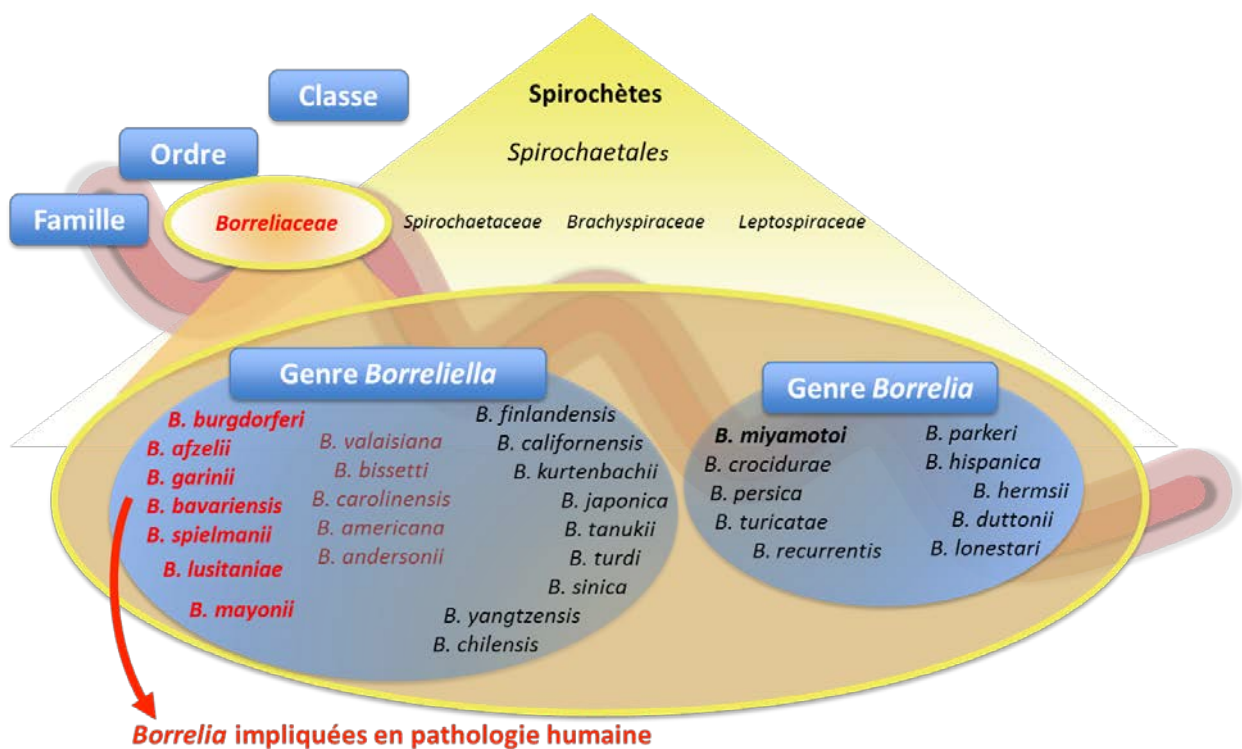 Classe
Spirochètes
Ordre
Spirochaetales
Famille
Borreliaceae
Spirochaetaceae
Brachyspiraceae
Leptospiraceae
Genre Borreliella
B. burgdorferi
B. afzelii
B. garinii
B. bavariensis
B. spielmanii
B. lusitaniae
B. mayonii
B. valaisiana
B. bissetti
B. carolinensis
B. americana
B. andersonii
B. finlandensis
B. californensis
B. kurtenbachii
B. japonica
B. tanukii
B. turdi
B. sinica
B. yangtzensis
B. chilensis
Genre Borrelia
B. miyamotoi
B. crocidurae
B. persica
B. turicatae
B. recurrentis
B. parkeri
B. hispanica
B. hermsii
B. duttonii
B. lonestari
Borrelia impliquées en pathologie humaine